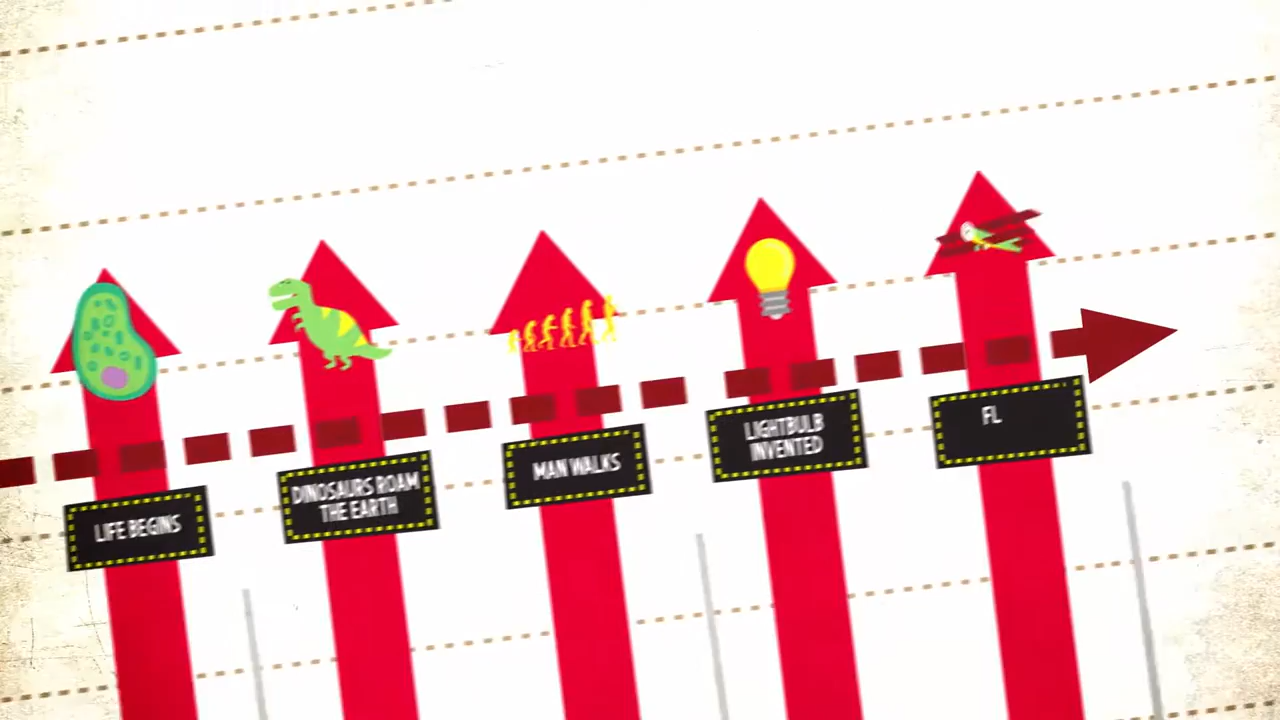 LIFE BEGINS
DINOSAURS ROAM
THE EARTH
MAN WALKS
LIGHTBULB
INVENTED
FL